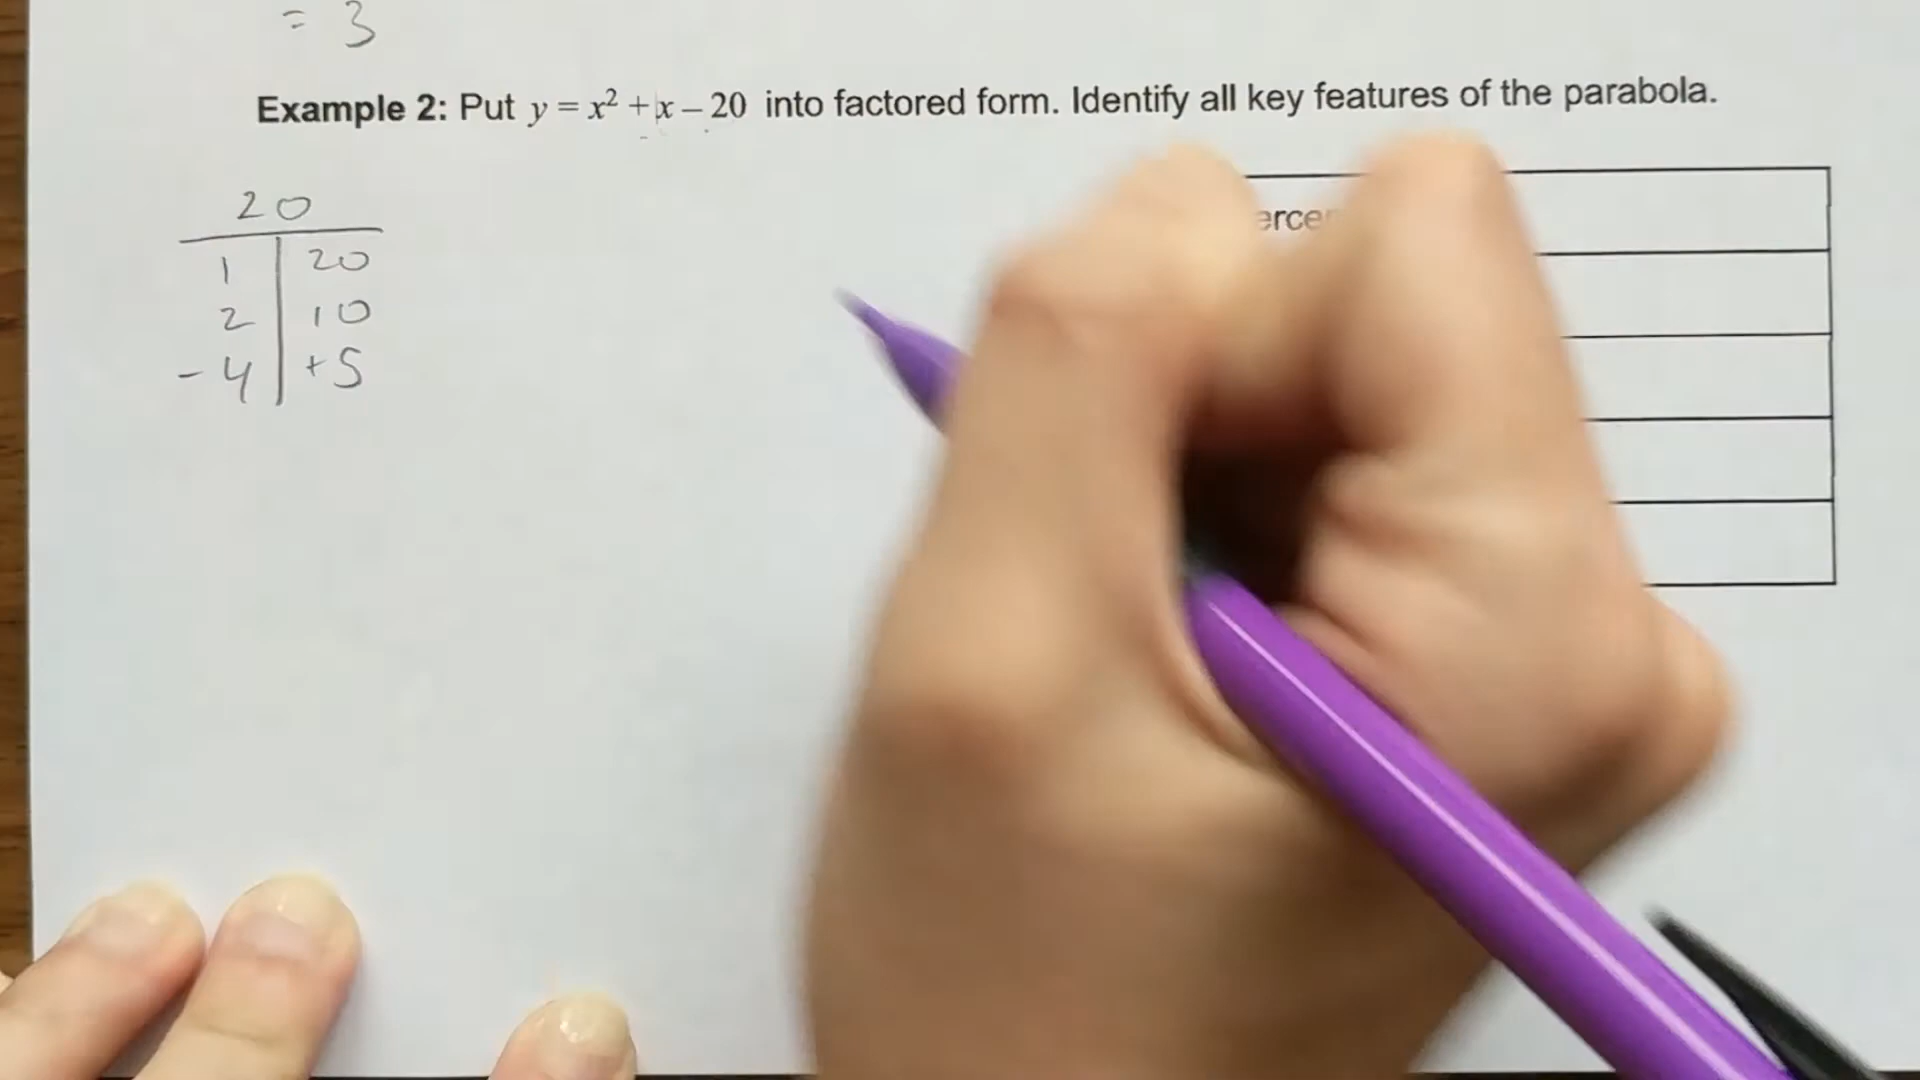 = 3
Example 2: Put y = x² + x – 20 into factored form. Identify all key features of the parabola.
20
1 | 20
2 | 10
- 4 | + 5